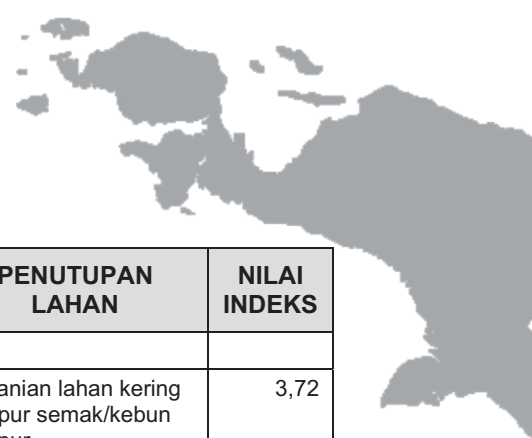 PENUTUPAN
LAHAN
NILAI
INDEKS
anian lahan kering
pur semak/kebun
3,72